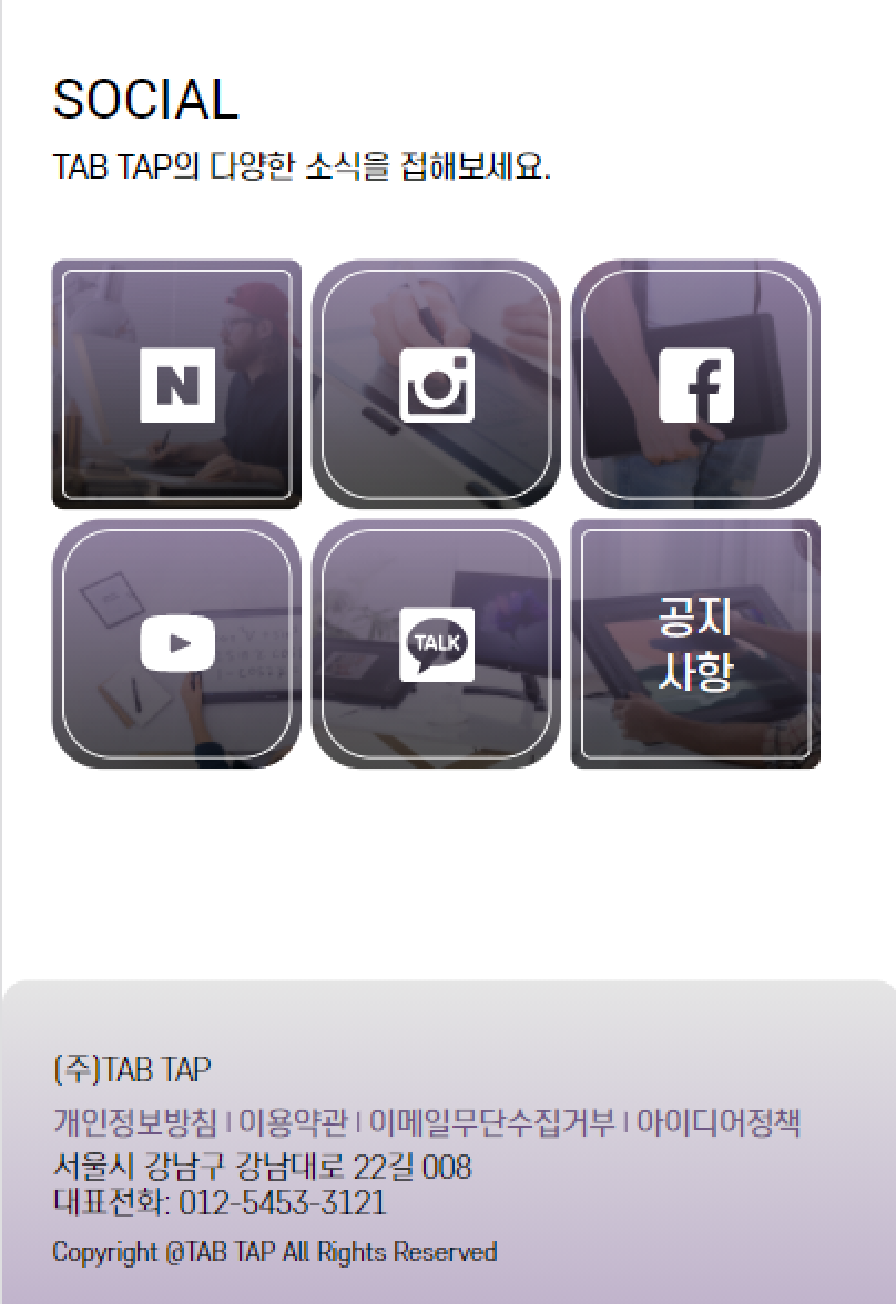 SOCIAL
TAB TAP의 다양한 소식을 접해보세요.
N
TALK
공지
사항
(주)TAB TAP
개인정보방침 | 이용약관 | 이메일무단수집거부 | 아이디어정책
서울시 강남구 강남대로 22길 008
대표전화: 012-5453-3121
Copyright @TAB TAP All Rights Reserved